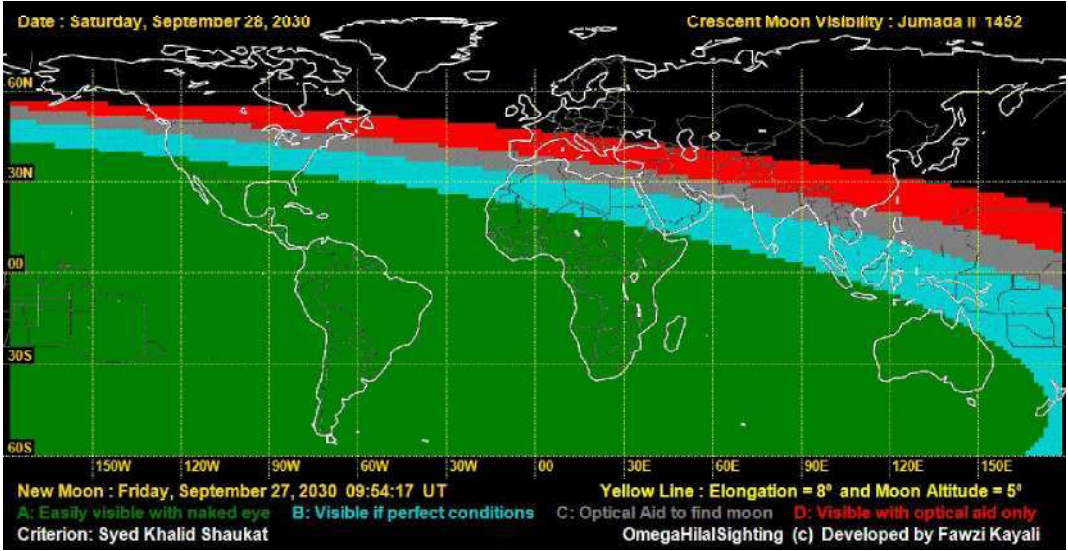 Date : Saturday, September 28, 2030
Crescent Moon Visibility : Jumada II 1452
60N
30N
00
30S
60S
150W 120W 90W 60W 30W 00 30E 60E 90E 120E 150E
New Moon : Friday, September 27, 2030 09:54:17 UT
Yellow Line : Elongation = 8º and Moon Altitude = 5º
A: Easily visible with naked eye B: Visible if perfect conditions C: Optical Aid to find moon D: Visible with optical aid only
Criterion: Syed Khalid Shaukat
OmegaHilalSighting (c) Developed by Fawzi Kayali